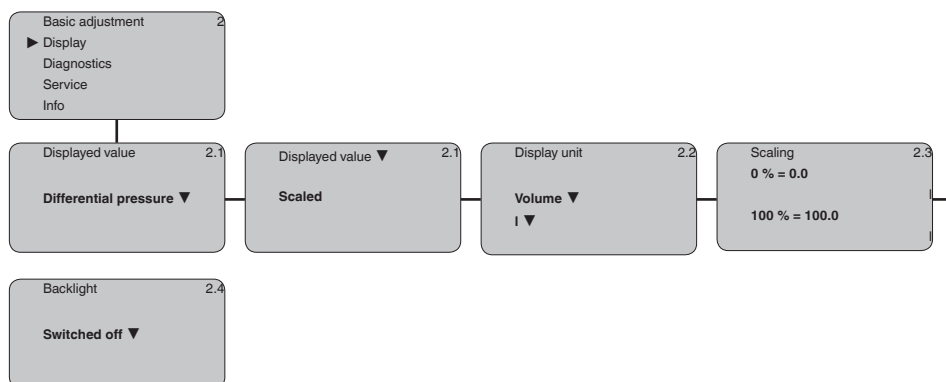 Basic adjustment 2
▶ Display
Diagnostics
Service
Info
Displayed value 2.1
Differential pressure ▼
Displayed value ▼ 2.1
Scaled
Display unit 2.2
Volume ▼
l ▼
Scaling 2.3
0 % = 0.0
l
100 % = 100.0
l
Backlight 2.4
Switched off ▼